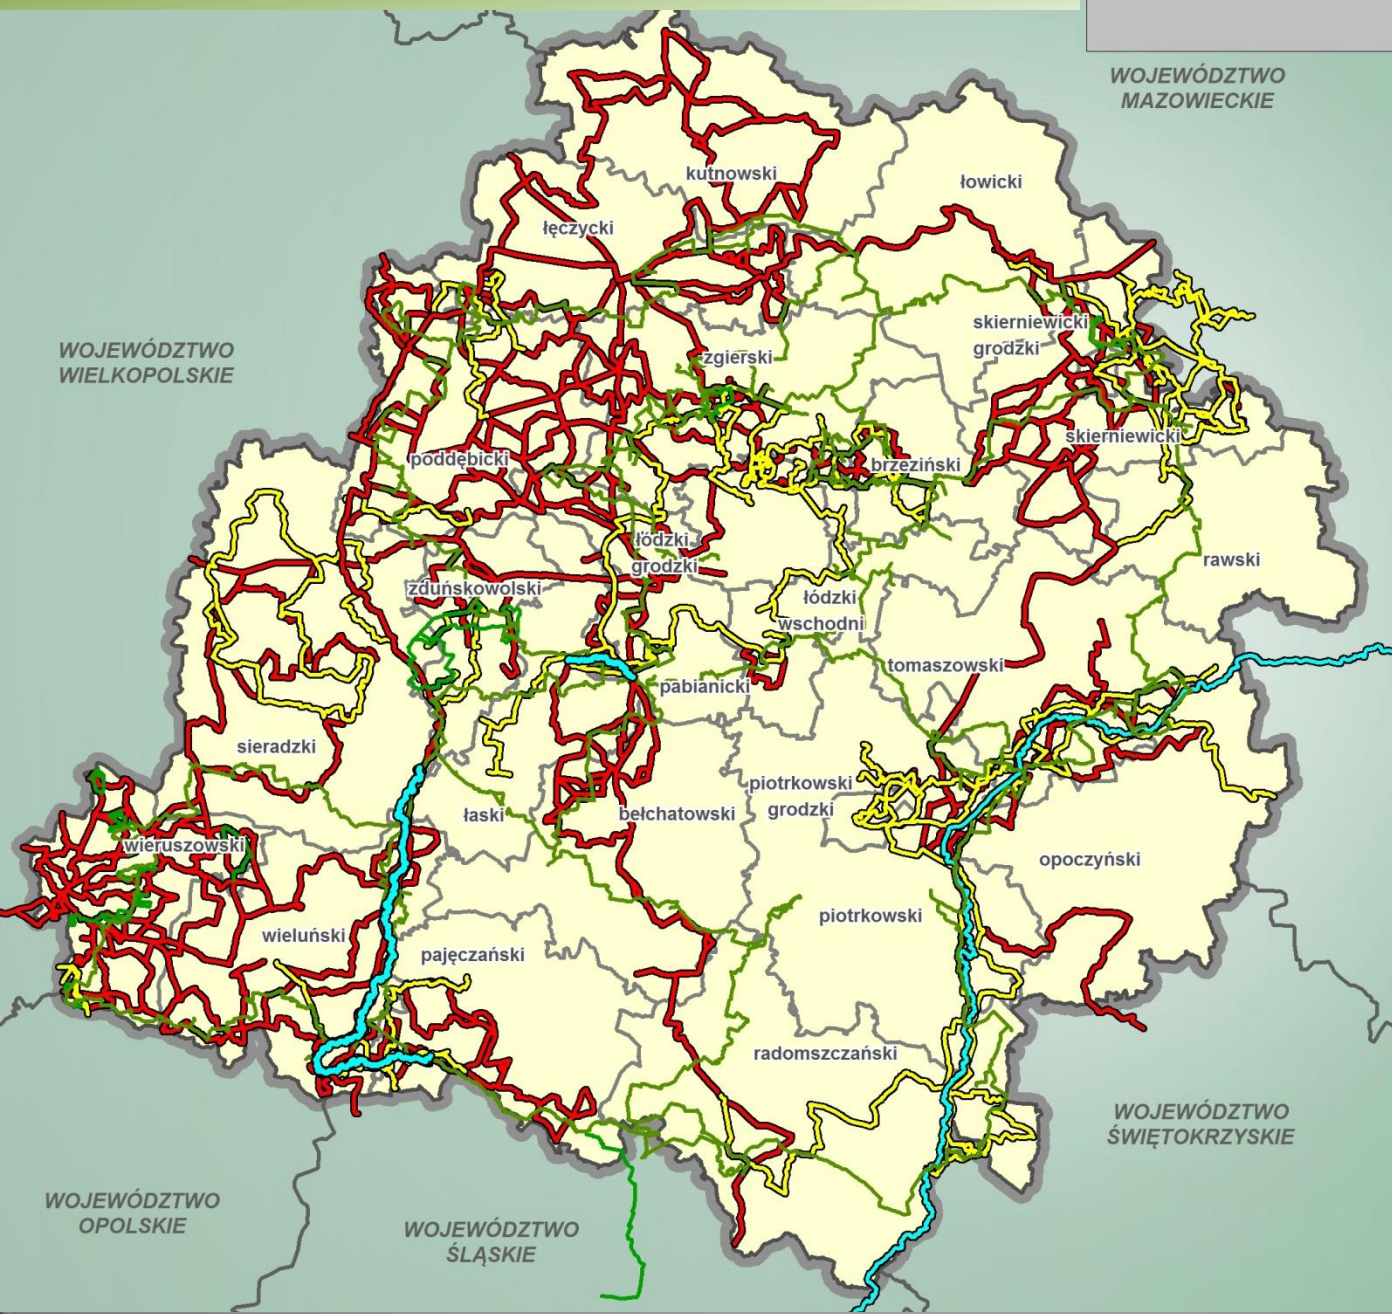 WOJEWÓDZTWO
MAZOWIECKIE
kutnowski
łowicki
łęczycki
skierniewicki
grodzki
WOJEWÓDZTWO
WIELKOPOLSKIE
zgierski
skierniewicki
poddębicki
brzeziński
łódzki
grodzki
rawski
zduńskowolski
łódzki
wschodni
tomaszowski
pabianicki
sieradzki
piotrkowski
grodzki
łaski
bełchatowski
wieruszowski
opoczyński
piotrkowski
wieluński
pajęczański
radomszczański
WOJEWÓDZTWO
ŚWIĘTOKRZYSKIE
WOJEWÓDZTWO
OPOLSKIE
WOJEWÓDZTWO
ŚLĄSKIE